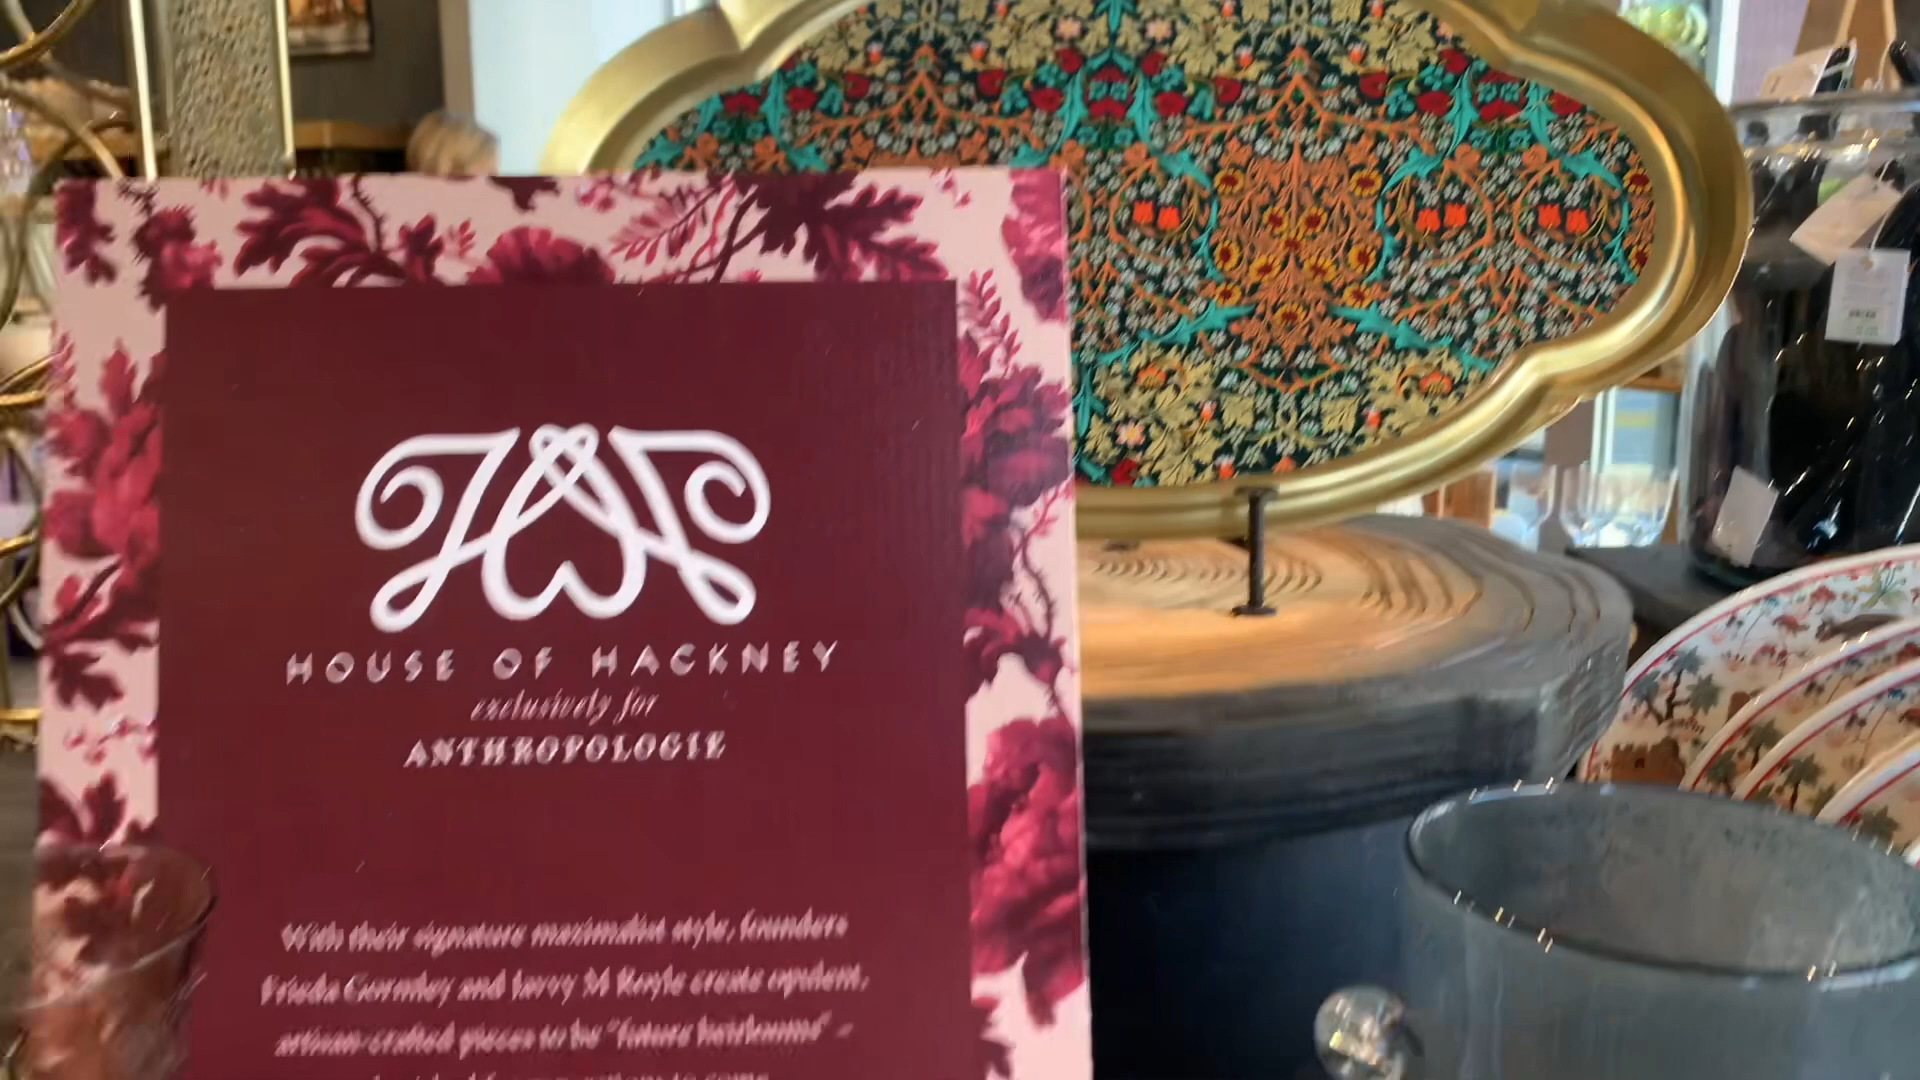 HOUSE OF HACKNEY
exclusively for
ANTHROPOLOGIE
With their signature maximalist style, founders
Frieda Gormley and Javvy M Royle create opulent,
artisan-crafted pieces to be "future heirlooms" –